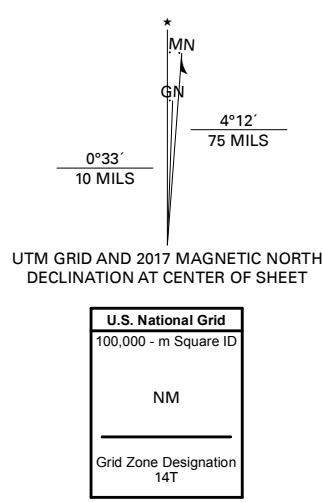 ★
MN
GN
4°12´
75 MILS
0°33´
10 MILS
UTM GRID AND 2017 MAGNETIC NORTH
DECLINATION AT CENTER OF SHEET
U.S. National Grid
100,000 - m Square ID
NM
Grid Zone Designation
14T